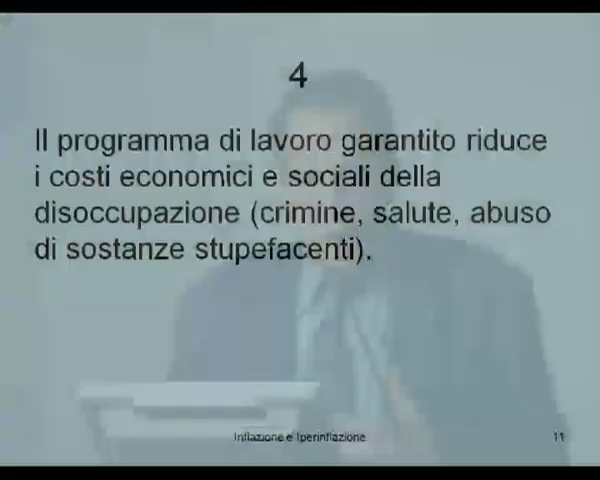 4
Il programma di lavoro garantito riduce
i costi economici e sociali della
disoccupazione (crimine, salute, abuso
di sostanze stupefacenti).
Inflazione e Iperinflazione 11